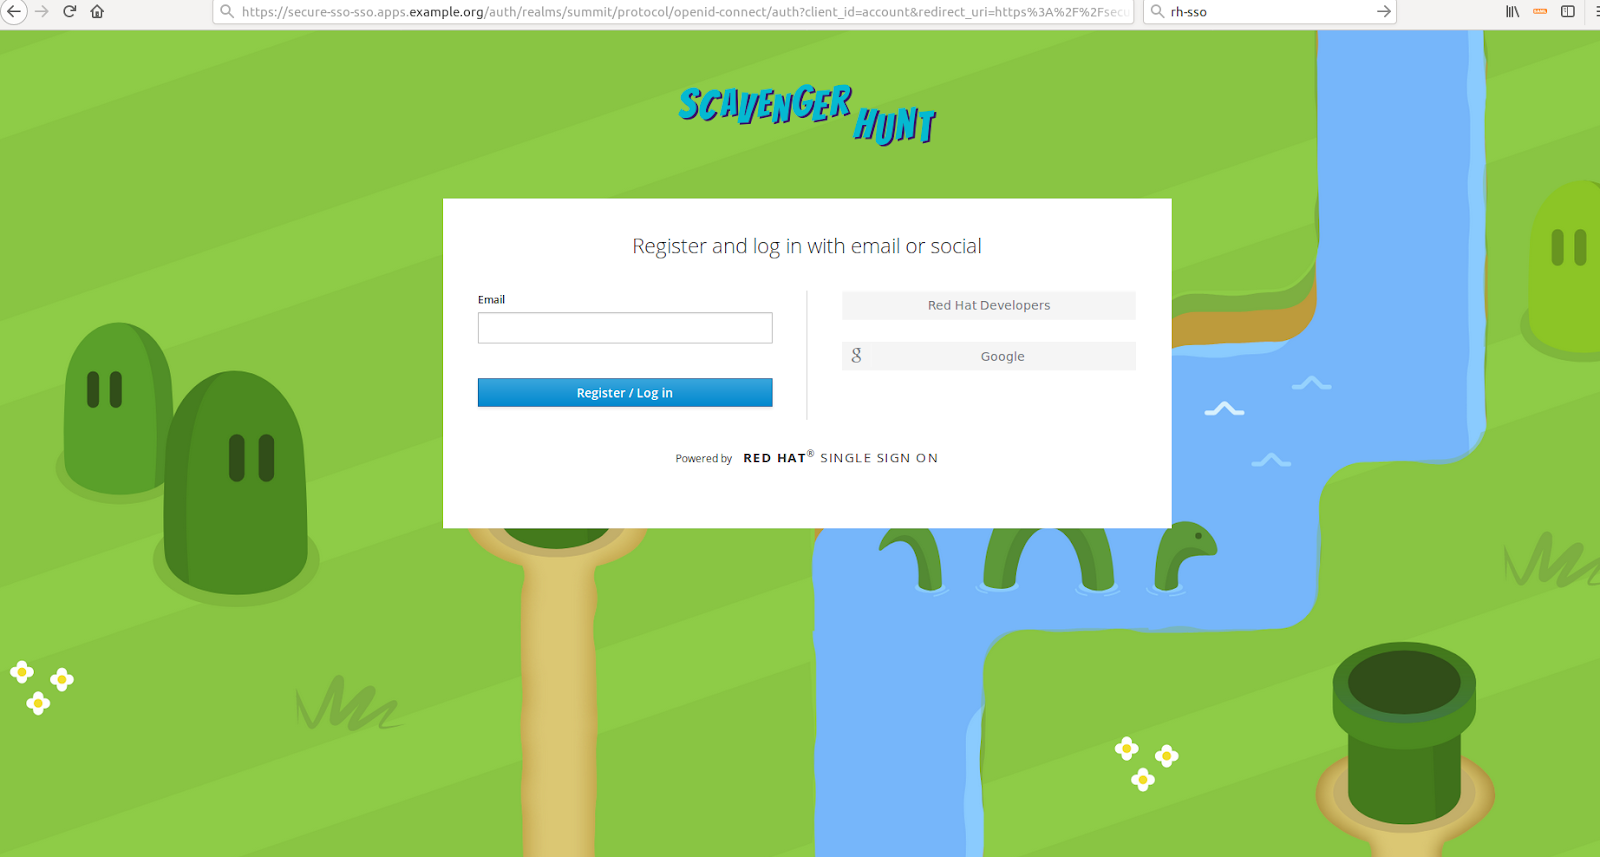 https://secure-sso-sso.apps.example.org/auth/realms/summit/protocol/openid-connect/auth?client_id=account&redirect_uri=https%3A%2F%2Fsecu
rh-sso
SCAVENGER
HUNT
Register and log in with email or social
Email
Red Hat Developers
Google
Register / Log in
Powered by RED HAT® SINGLE SIGN ON